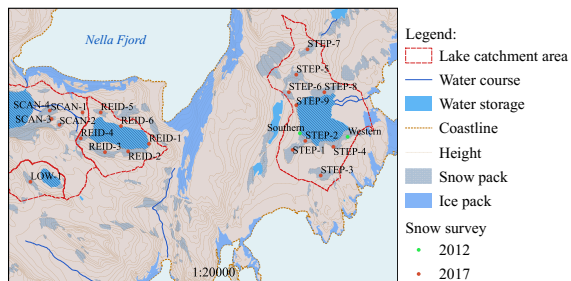 Nella Fjord
STEP-7
STEP-5
STEP-6 STEP-8
STEP-9
Southern
STEP-2 Western
STEP-1 STEP-4
STEP-3
SCAN-4 SCAN-1 REID-5
SCAN-3 SCAN-2 REID-6
REID-4 REID-1
REID-3 REID-2
LOW-1
1:20000
Legend:
Lake catchment area
Water course
Water storage
Coastline
Height
Snow pack
Ice pack
Snow survey
2012
2017